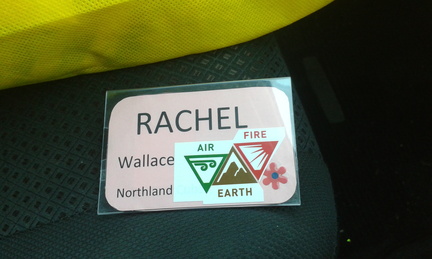 RACHEL
FIRE
AIR
Wallace
EARTH
Northland